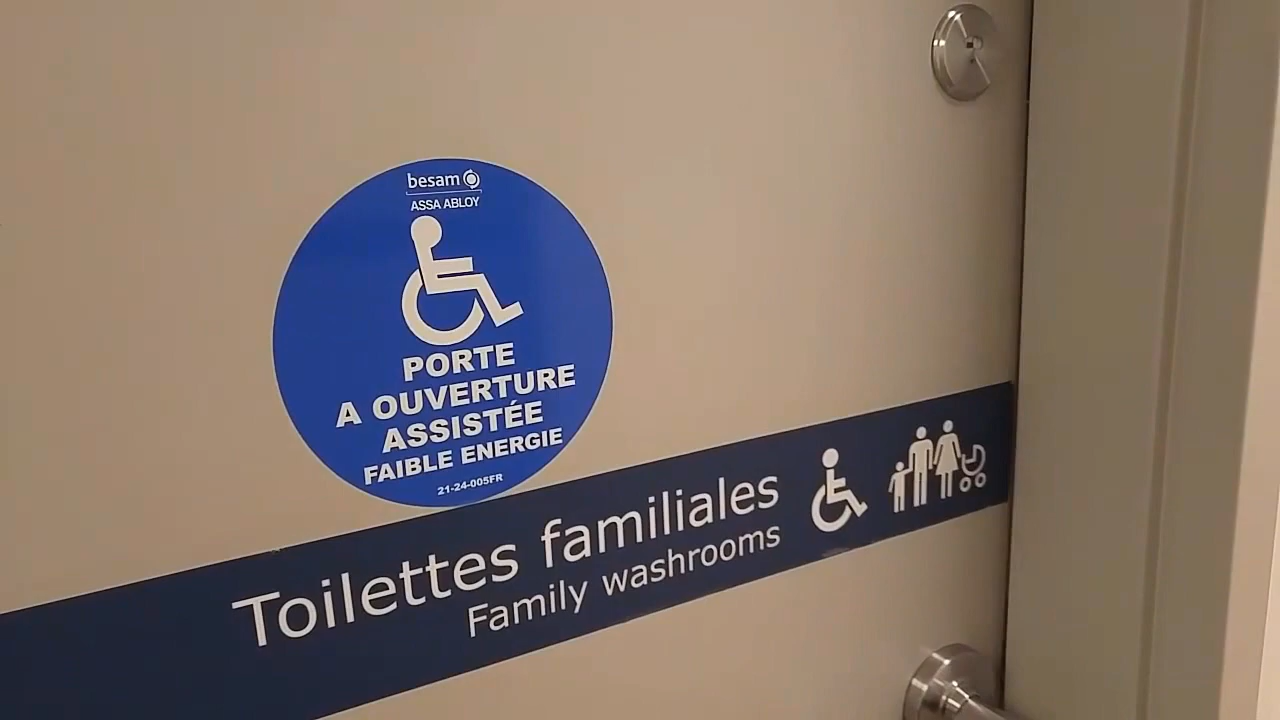 besam
ASSA ABLOY
PORTE
A OUVERTURE
ASSISTÉE
FAIBLE ENERGIE
21-24-005FR
Toilettes familiales
Family washrooms